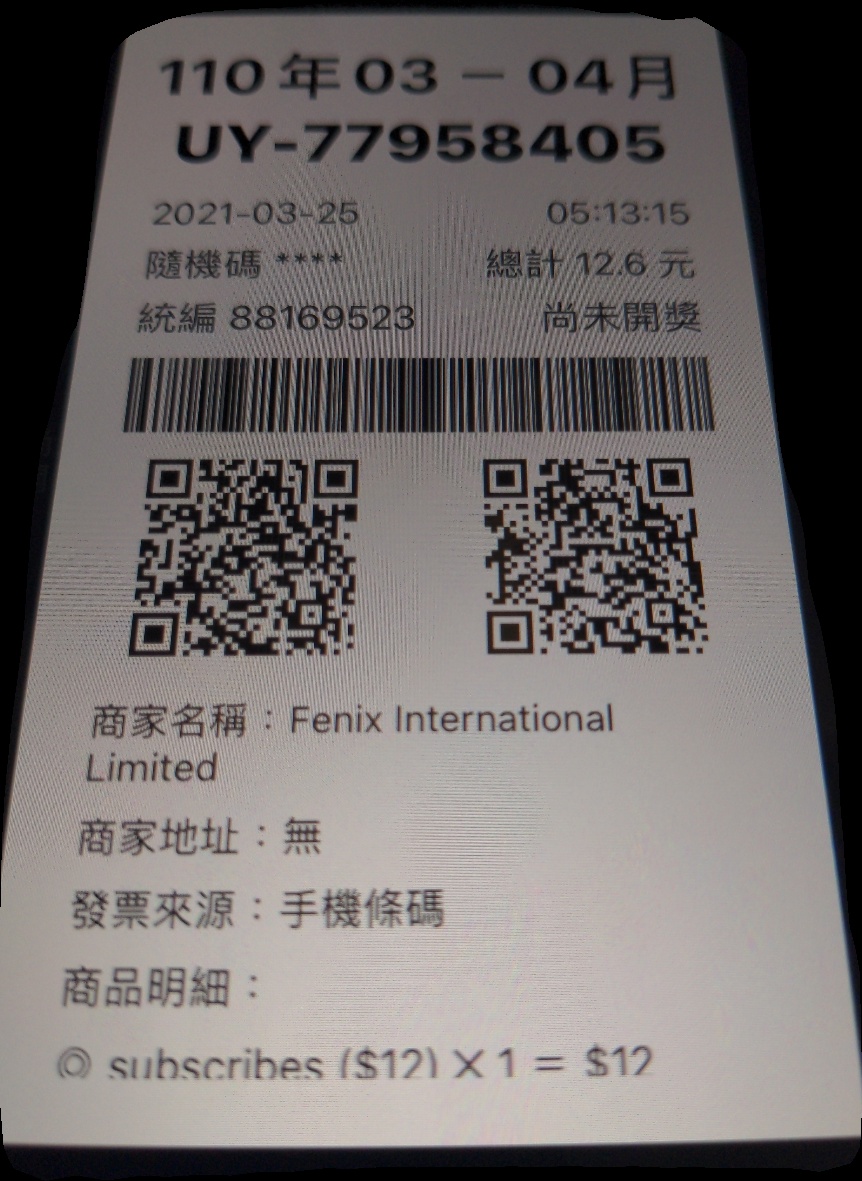 110年03-04月
UY-77958405
2021-03-25 05:13:15
隨機碼 **** 總計 12.6 元
統編 88169523 尚未開獎
商家名稱：Fenix International
Limited
商家地址：無
發票來源：手機條碼
商品明細：
◎ subscribes ($12) X 1 = $12